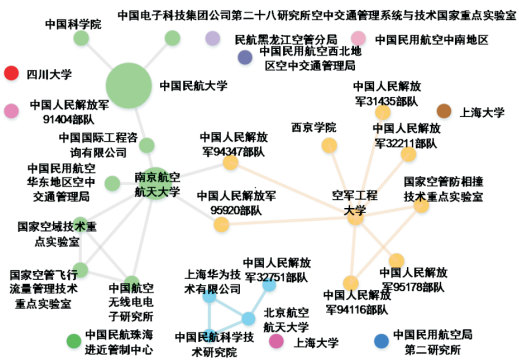 中国科学院
中国电子科技集团公司第二十八研究所空中交通管理系统与技术国家重点实验室
民航黑龙江空管分局
中国民用航空中南地区
中国民用航空西北地
区空中交通管理局
四川大学
中国民航大学
中国人民解放军
91404部队
中国人民解放
军31435部队
上海大学
中国国际工程咨
询有限公司
中国人民解放
军94347部队
西京学院
中国人民解放
军32211部队
中国民用航空
华东地区空中
交通管理局
南京航空
航天大学
中国人民解放军
95920部队
空军工程
大学
国家空管防相撞
技术重点实验室
国家空域技术重
点实验室
国家空管飞行
流量管理技术
重点实验室
中国航空
无线电电
子研究所
上海华为技
术有限公司
中国人民解放
军32751部队
中国人民解放
军95178部队
中国人民解放
军94116部队
北京航空
航天大学
中国民航科学技
术研究院
中国民航珠海
进近管制中心
上海大学
中国民用航空局
第二研究所